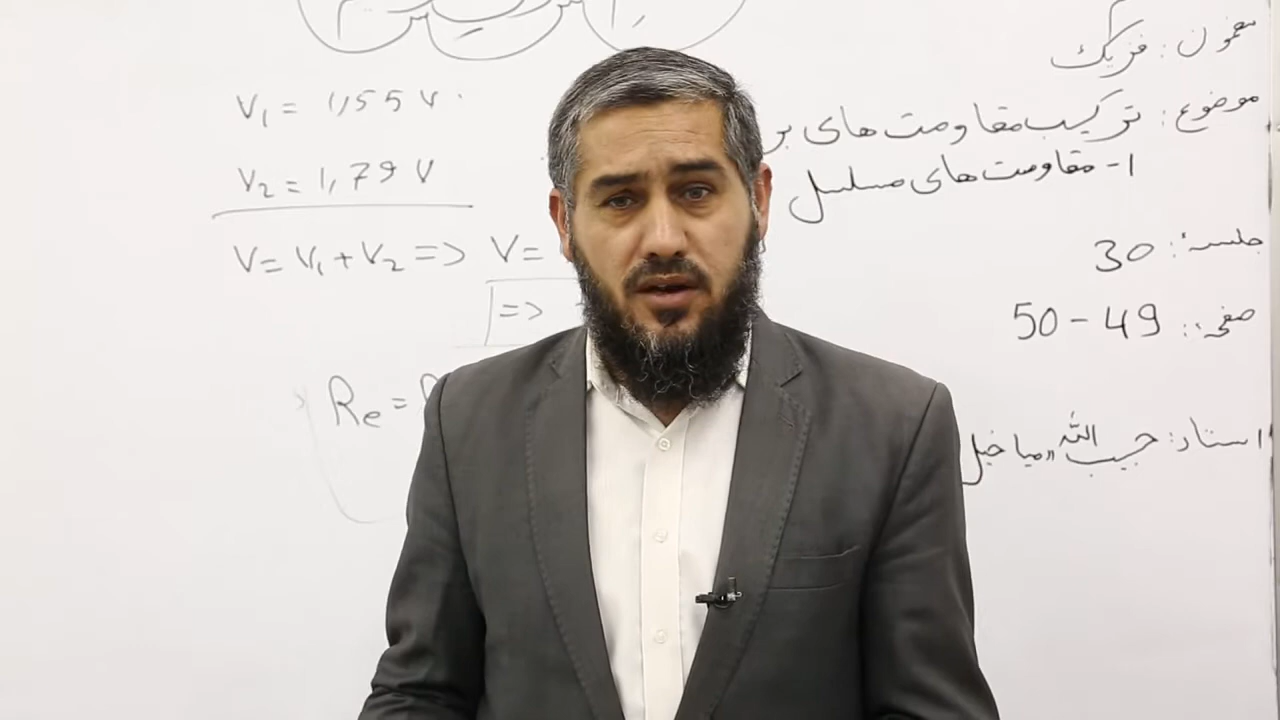 مضمون: فزیک
موضوع: ترکیب مقاومت های بر
۱- مقاومت های مسلسل
جلسه: 30
صفحه: 49 - 50
استاد: حبیب الله "میاخیل
V₁ = 1,55 V
V₂ = 1,79 V
V = V₁ + V₂ => V =
=>
Re =